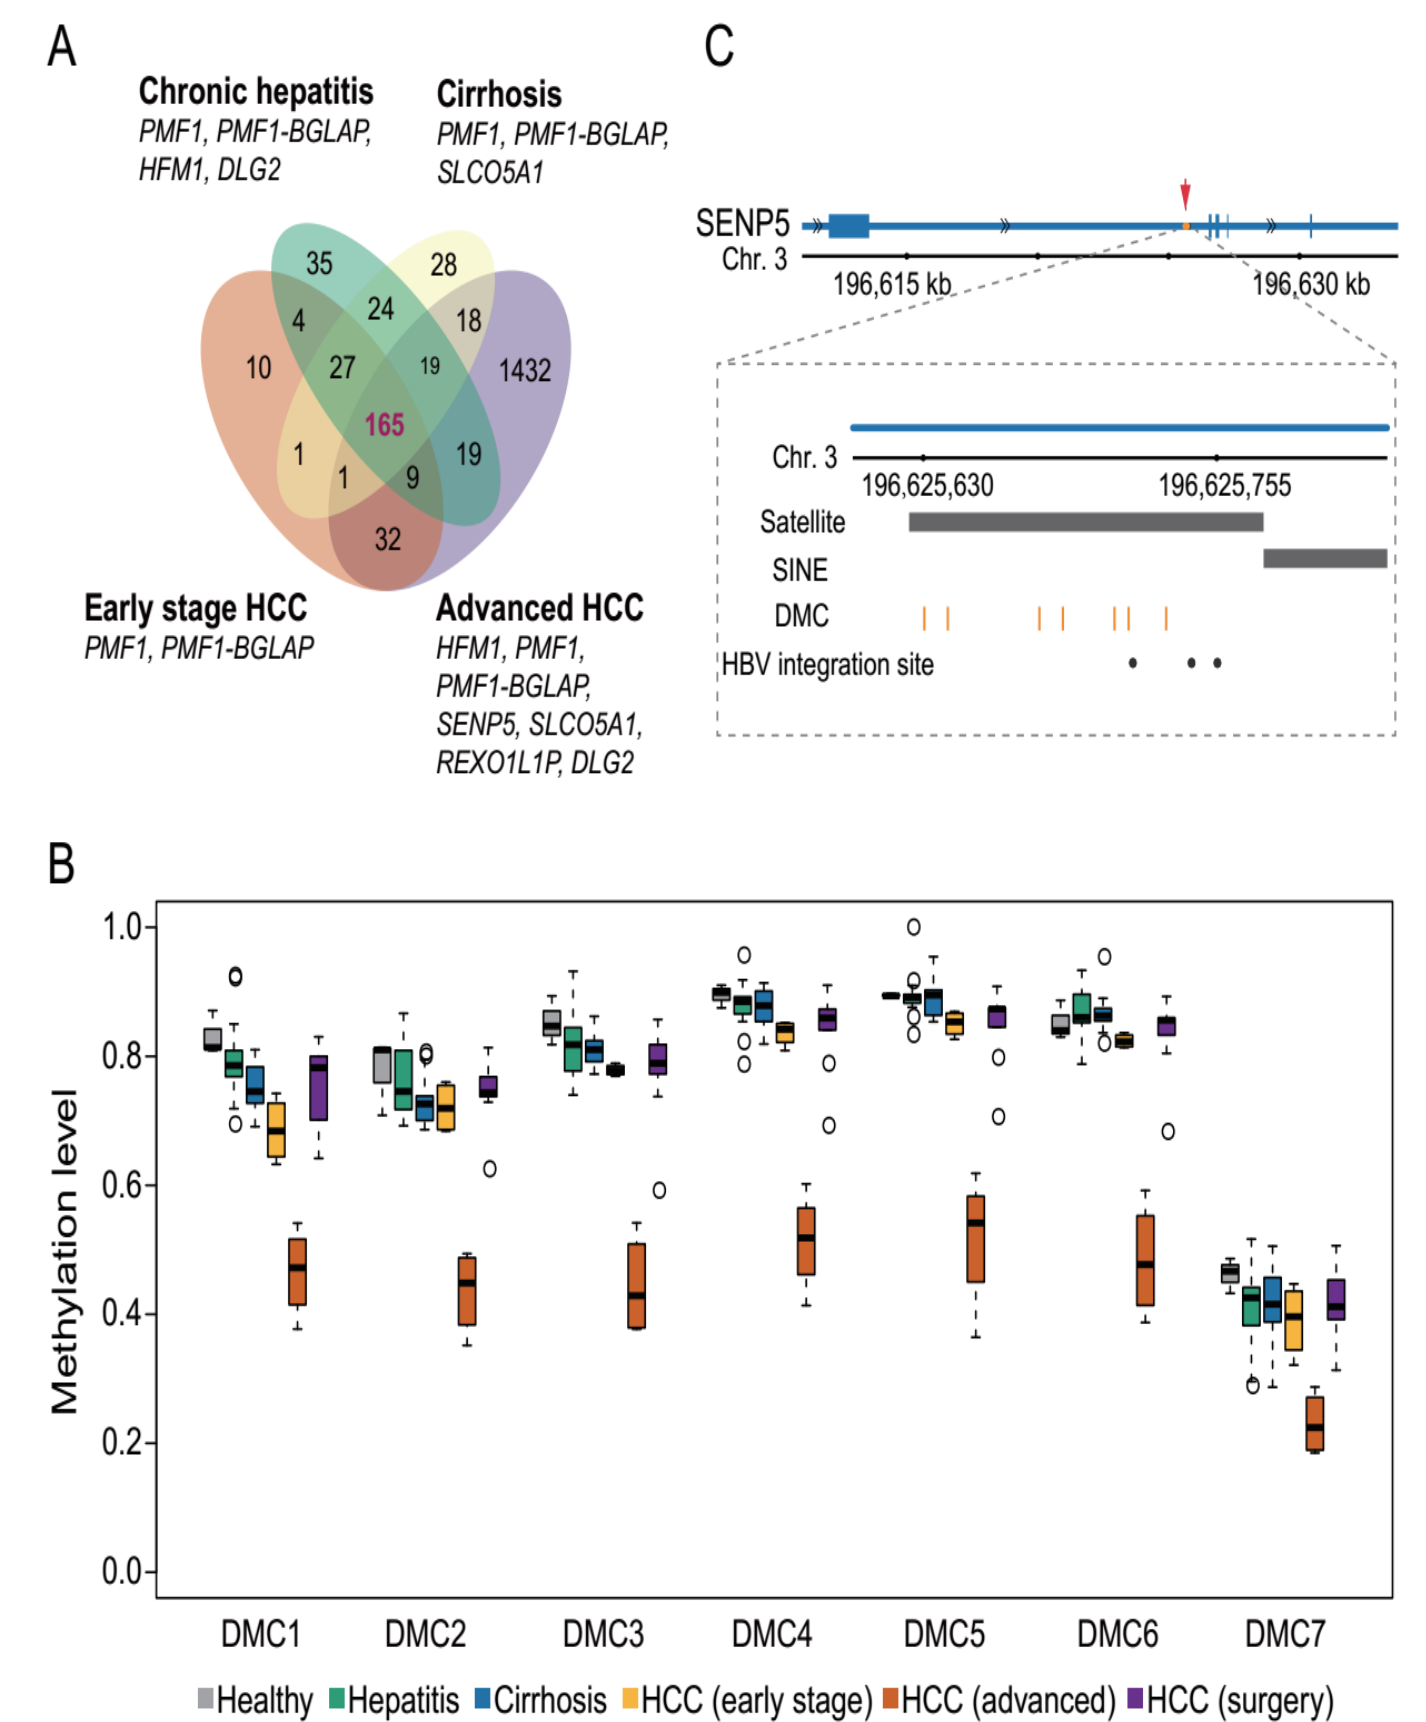 A
Chronic hepatitis
PMF1, PMF1-BGLAP,
HFM1, DLG2
Cirrhosis
PMF1, PMF1-BGLAP,
SLCO5A1
35
28
4
24
18
10
27
19
1432
165
1
1
9
19
32
Early stage HCC
PMF1, PMF1-BGLAP
Advanced HCC
HFM1, PMF1,
PMF1-BGLAP,
SENP5, SLCO5A1,
REXO1L1P, DLG2
C
SENP5
Chr. 3
196,615 kb
196,630 kb
Chr. 3
196,625,630
196,625,755
Satellite
SINE
DMC
HBV integration site
B
Methylation level
1.0
0.8
0.6
0.4
0.2
0.0
DMC1 DMC2 DMC3 DMC4 DMC5 DMC6 DMC7
Healthy Hepatitis Cirrhosis HCC (early stage) HCC (advanced) HCC (surgery)